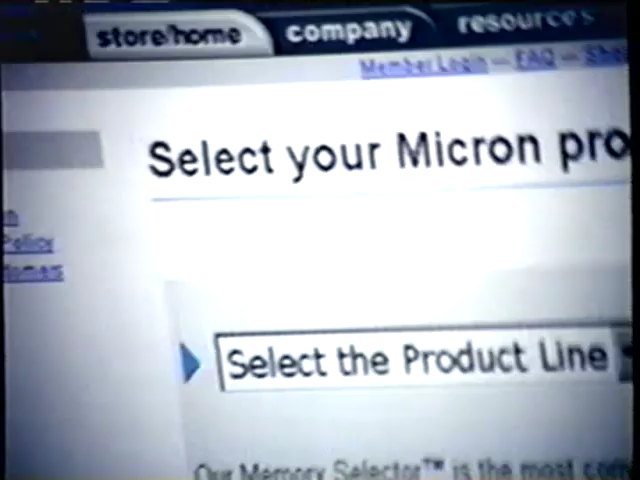 store/home company resources
Member Login — FAQ —
Select your Micron
Policy
Select the Product Line
Our Memory Selector™ is the most